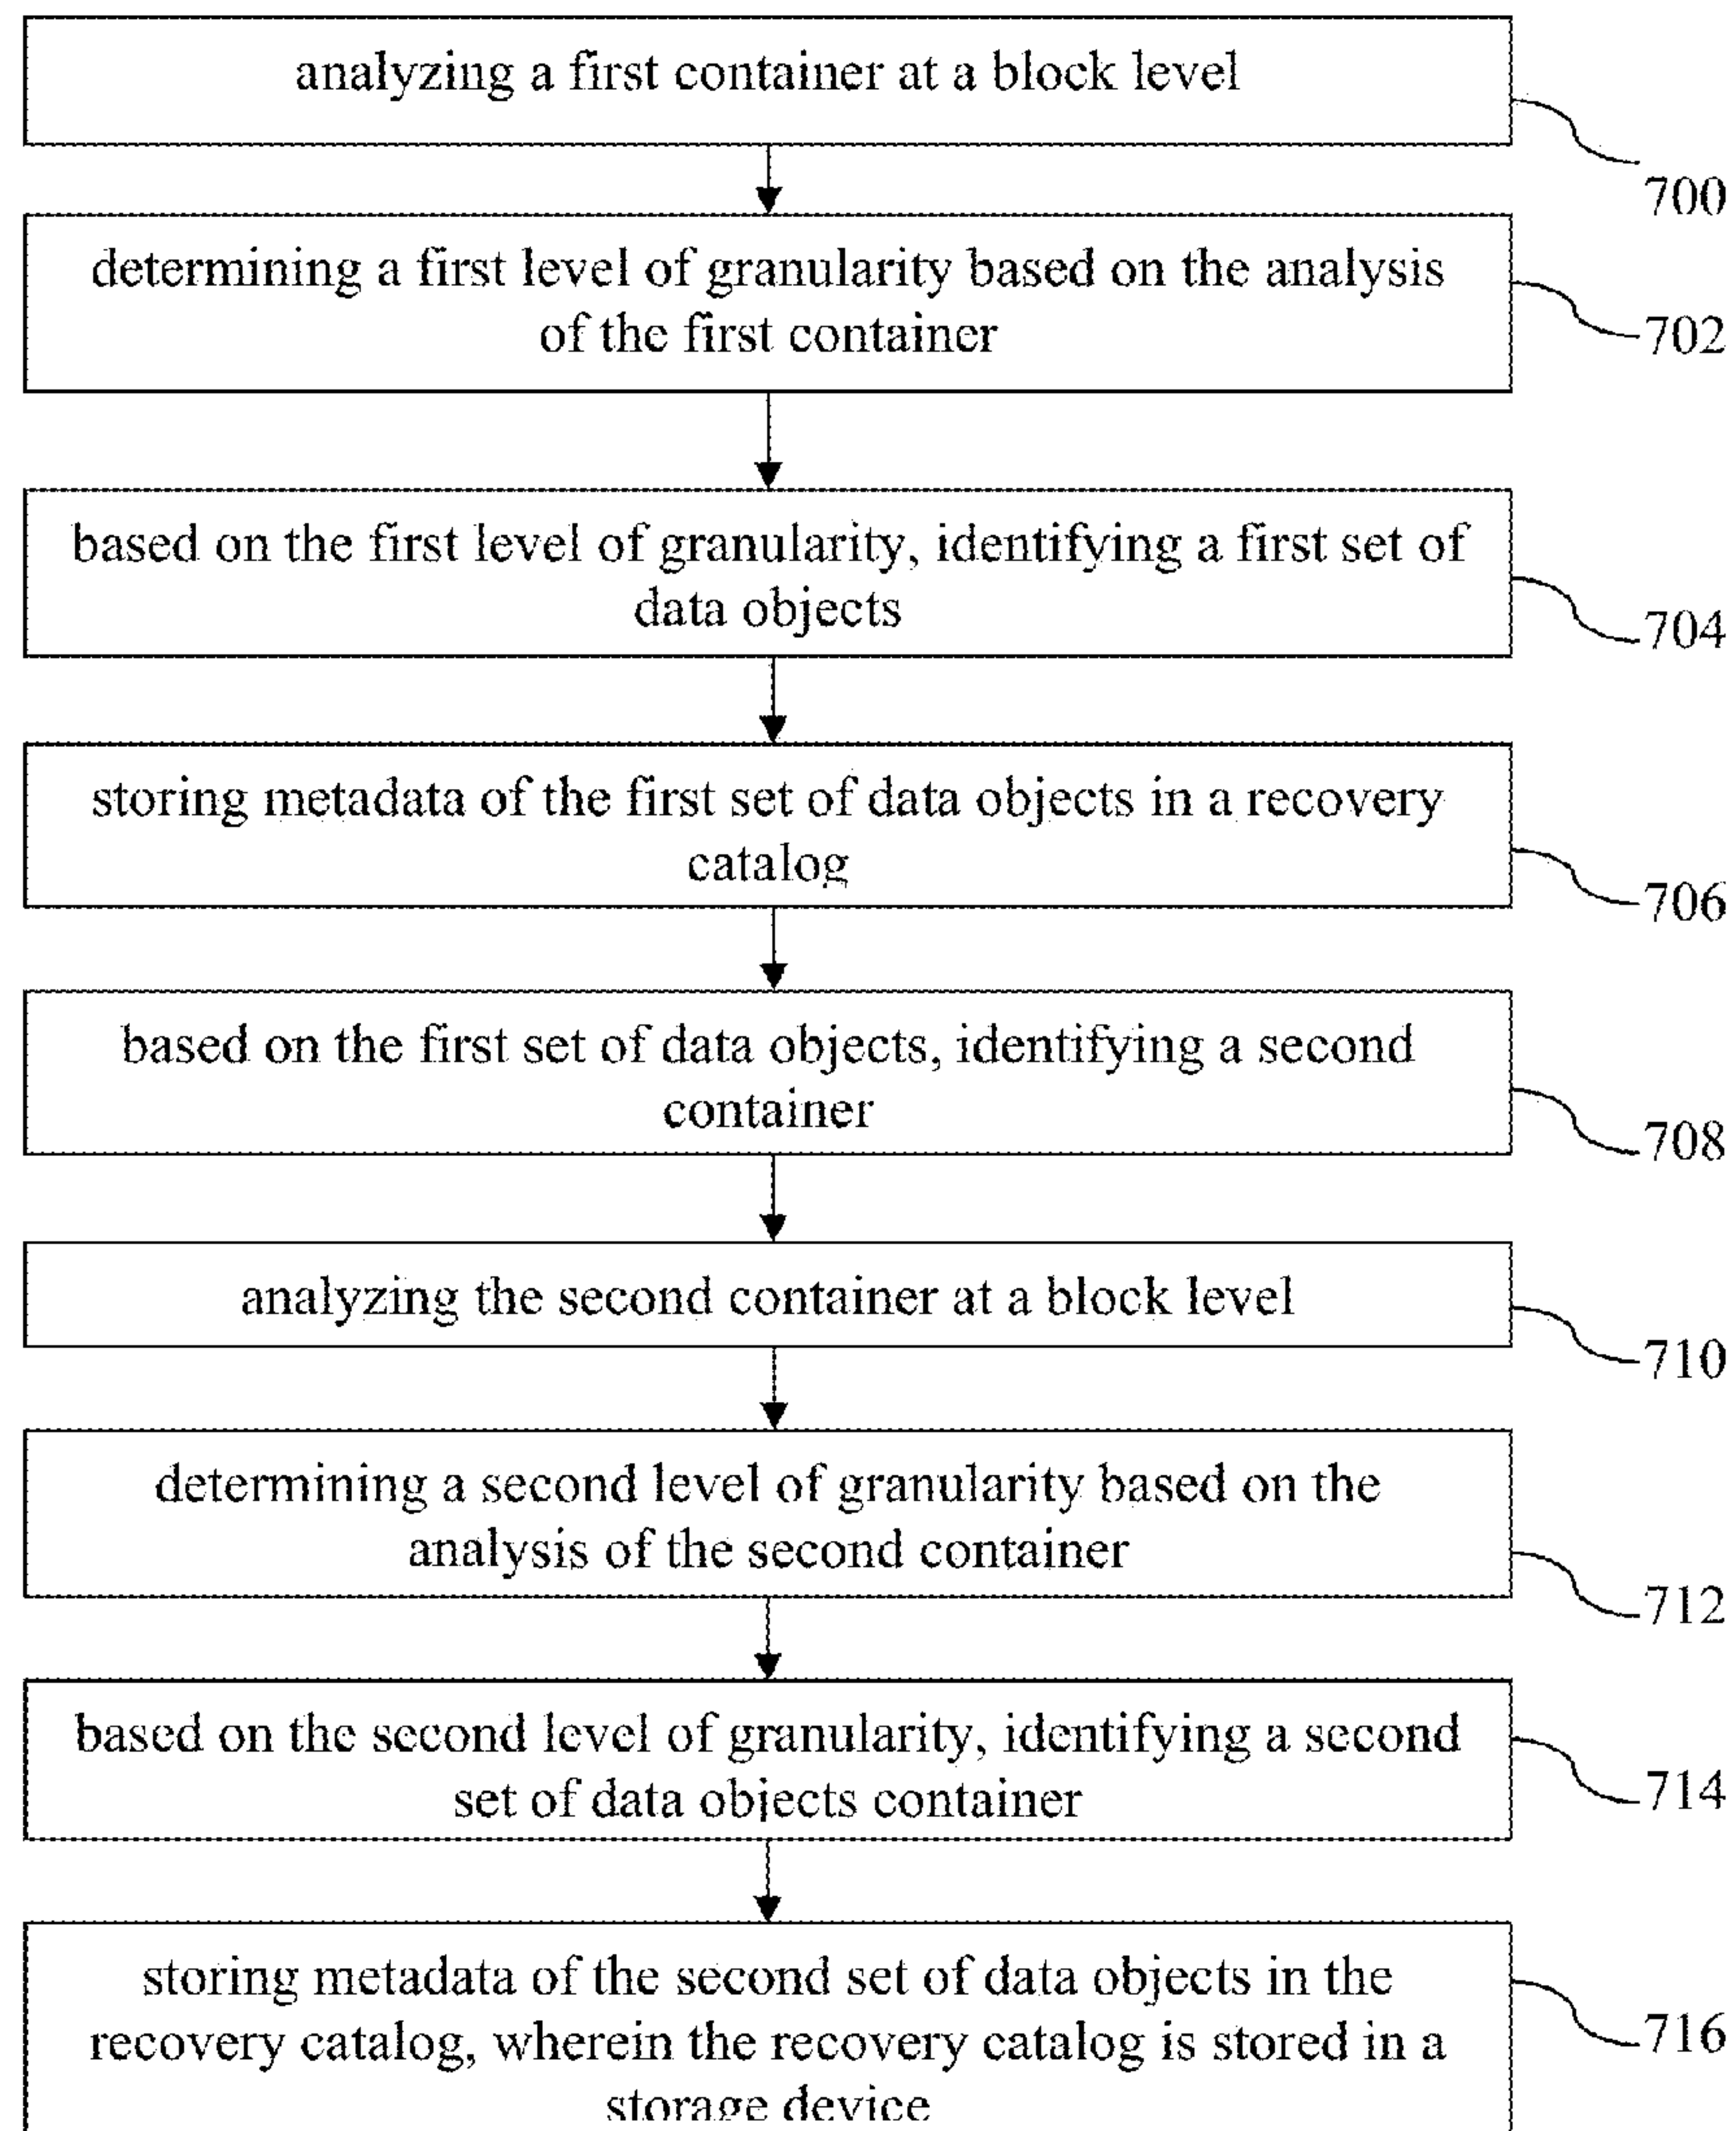 analyzing a first container at a block level
700
determining a first level of granularity based on the analysis
of the first container
702
based on the first level of granularity, identifying a first set of
data objects
704
storing metadata of the first set of data objects in a recovery
catalog
706
based on the first set of data objects, identifying a second
container
708
analyzing the second container at a block level
710
determining a second level of granularity based on the
analysis of the second container
712
based on the second level of granularity, identifying a second
set of data objects container
714
storing metadata of the second set of data objects in the
recovery catalog, wherein the recovery catalog is stored in a
storage device
716